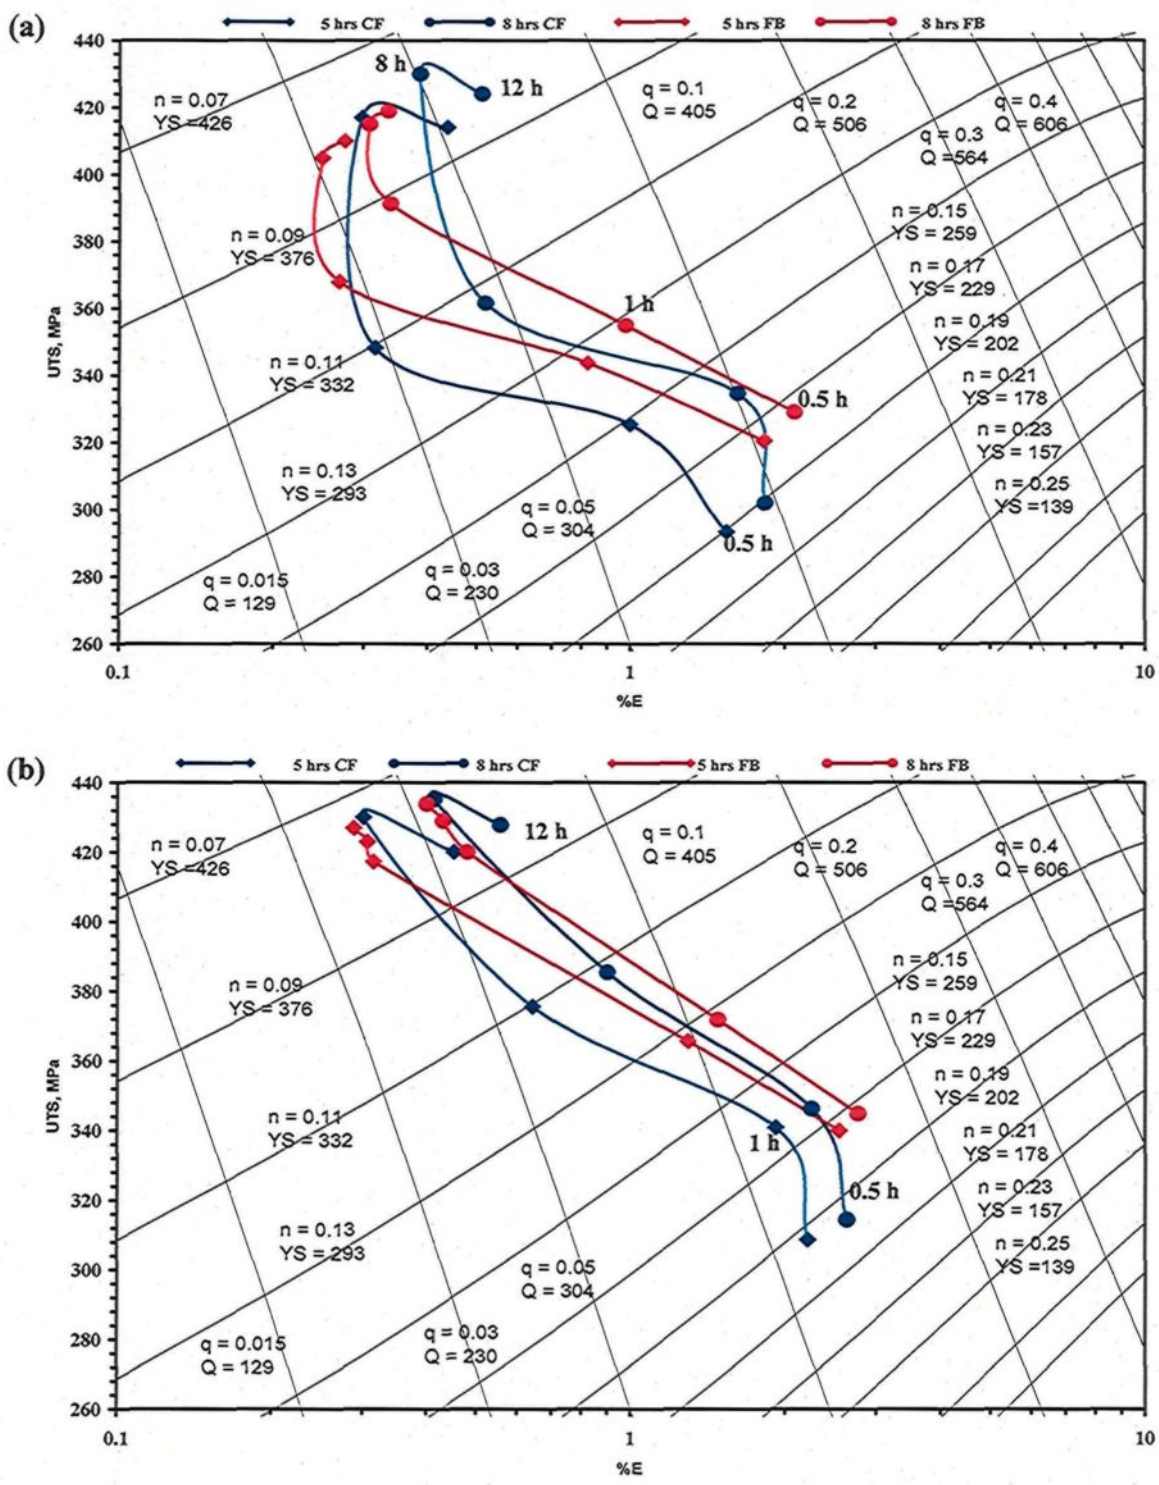 (a)
5 hrs CF 8 hrs CF 5 hrs FB 8 hrs FB
440
8 h
12 h
n = 0.07
YS =426
q = 0.1
Q = 405
q = 0.2
Q = 506
q = 0.4
Q = 606
q = 0.3
Q =564
420
400
n = 0.15
YS = 259
380
n = 0.09
YS = 376
n = 0.17
YS = 229
360
1 h
n = 0.19
YS = 202
UTS, MPa
340
n = 0.11
YS = 332
n = 0.21
YS = 178
0.5 h
320
n = 0.23
YS = 157
n = 0.13
YS = 293
n = 0.25
YS =139
300
q = 0.05
Q = 304
0.5 h
280
q = 0.015
Q = 129
q = 0.03
Q = 230
260
0.1 1 10
%E
(b)
5 hrs CF 8 hrs CF 5 hrs FB 8 hrs FB
440
12 h
n = 0.07
YS =426
q = 0.1
Q = 405
q = 0.2
Q = 506
q = 0.4
Q = 606
q = 0.3
Q =564
420
400
n = 0.15
YS = 259
380
n = 0.09
YS = 376
n = 0.17
YS = 229
360
n = 0.19
YS = 202
UTS, MPa
340
n = 0.11
YS = 332
1 h
n = 0.21
YS = 178
0.5 h
320
n = 0.23
YS = 157
n = 0.13
YS = 293
n = 0.25
YS =139
300
q = 0.05
Q = 304
280
q = 0.015
Q = 129
q = 0.03
Q = 230
260
0.1 1 10
%E